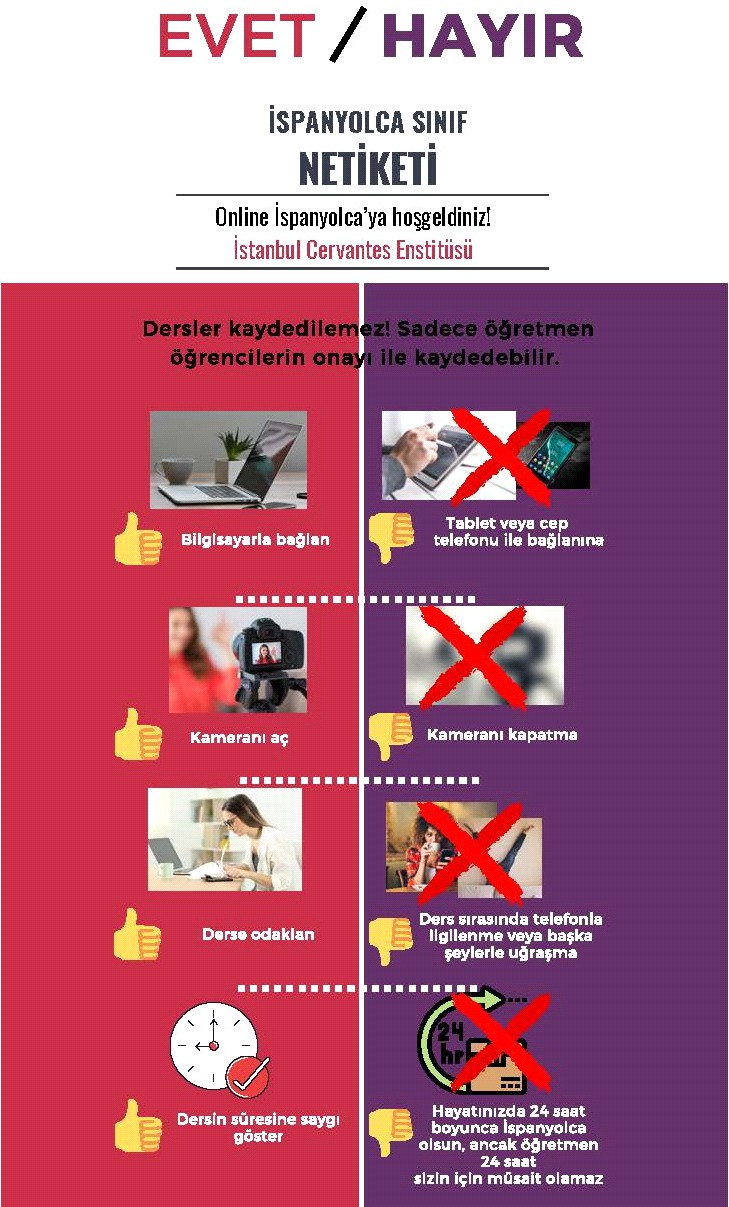 EVET / HAYIR
İSPANYOLCA SINIF
NETİKETİ
Online İspanyolca'ya hoşgeldiniz!
İstanbul Cervantes Enstitüsü
Dersler kaydedilemez! Sadece öğretmen
öğrencilerin onayı ile kaydedebilir.
Bilgisayarla bağlan
Tablet veya cep
telefonu ile bağlanına
Kameranı aç
Kameranı kapatma
Derse odaklan
Ders sırasında telefonla
ilgilenme veya başka
şeylerle uğraşma
24
hr
Dersin süresine saygı
göster
Hayatınızda 24 saat
boyunca İspanyolca
olsun, ancak öğretmen
24 saat
sizin için müsait olamaz